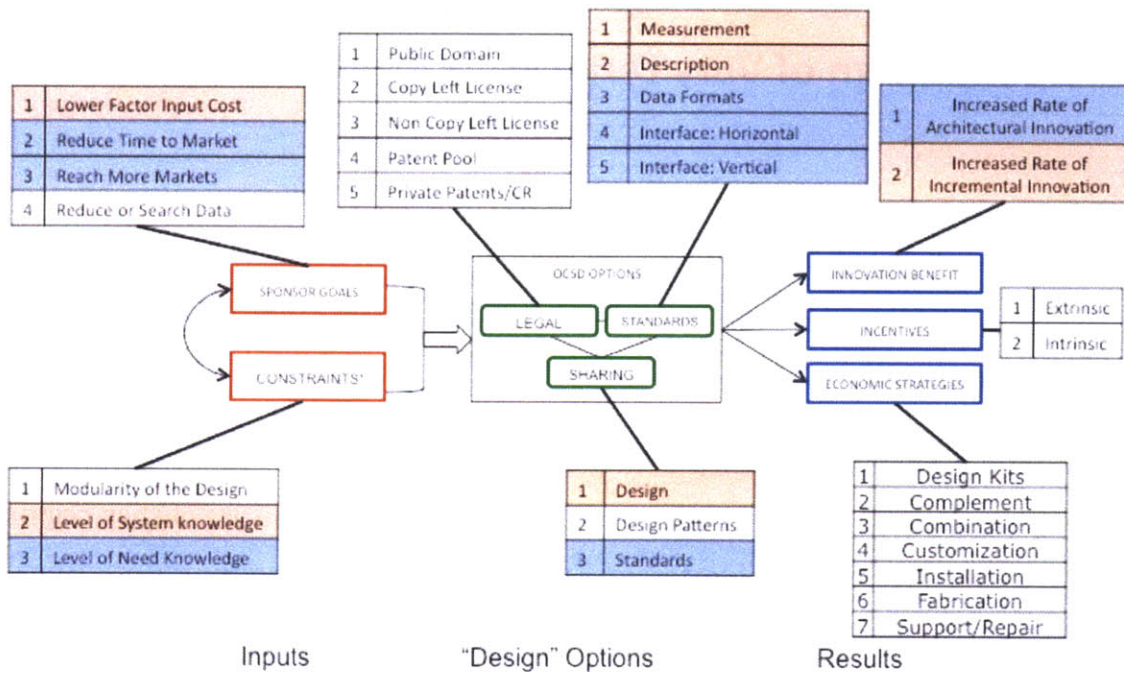 1 Public Domain
2 Copy Left License
3 Non Copy Left License
4 Patent Pool
5 Private Patents/CR
1 Measurement
2 Description
3 Data Formats
4 Interface: Horizontal
5 Interface: Vertical
1 Lower Factor Input Cost
2 Reduce Time to Market
3 Reach More Markets
4 Reduce or Search Data
1 Increased Rate of
Architectural Innovation
2 Increased Rate of
Incremental Innovation
SPONSOR GOALS
CONSTRAINTS*
OCSD OPTIONS
LEGAL
STANDARDS
SHARING
INNOVATION BENEFIT
INCENTIVES
ECONOMIC STRATEGIES
1 Extrinsic
2 Intrinsic
1 Modularity of the Design
2 Level of System knowledge
3 Level of Need Knowledge
1 Design
2 Design Patterns
3 Standards
1 Design Kits
2 Complement
3 Combination
4 Customization
5 Installation
6 Fabrication
7 Support/Repair
Inputs
"Design" Options
Results